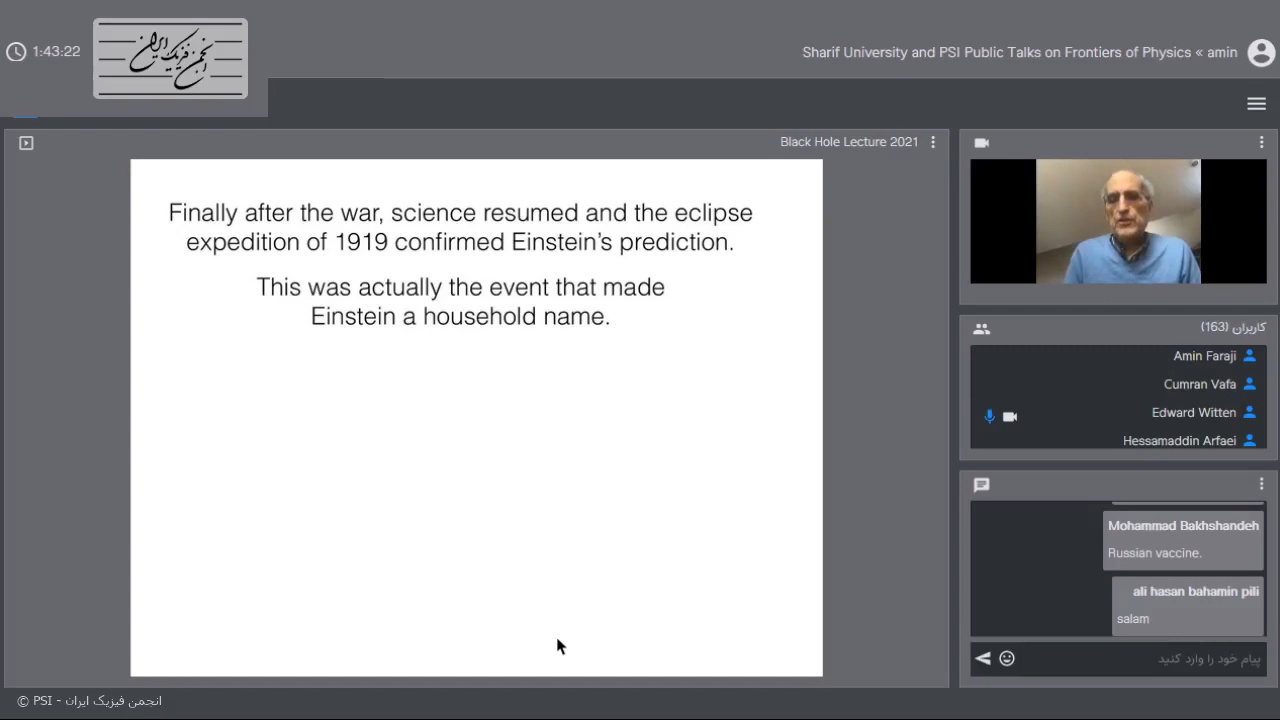 1:43:22
انجمن فیزیک ایران
Sharif University and PSI Public Talks on Frontiers of Physics « amin
Black Hole Lecture 2021
Finally after the war, science resumed and the eclipse
expedition of 1919 confirmed Einstein's prediction.
This was actually the event that made
Einstein a household name.
کاربران (163)
Amin Faraji
Cumran Vafa
Edward Witten
Hessamaddin Arfaei
Mohammad Bakhshandeh
Russian vaccine.
ali hasan bahamin pili
salam
پیام خود را وارد کنید
© PSI - انجمن فیزیک ایران